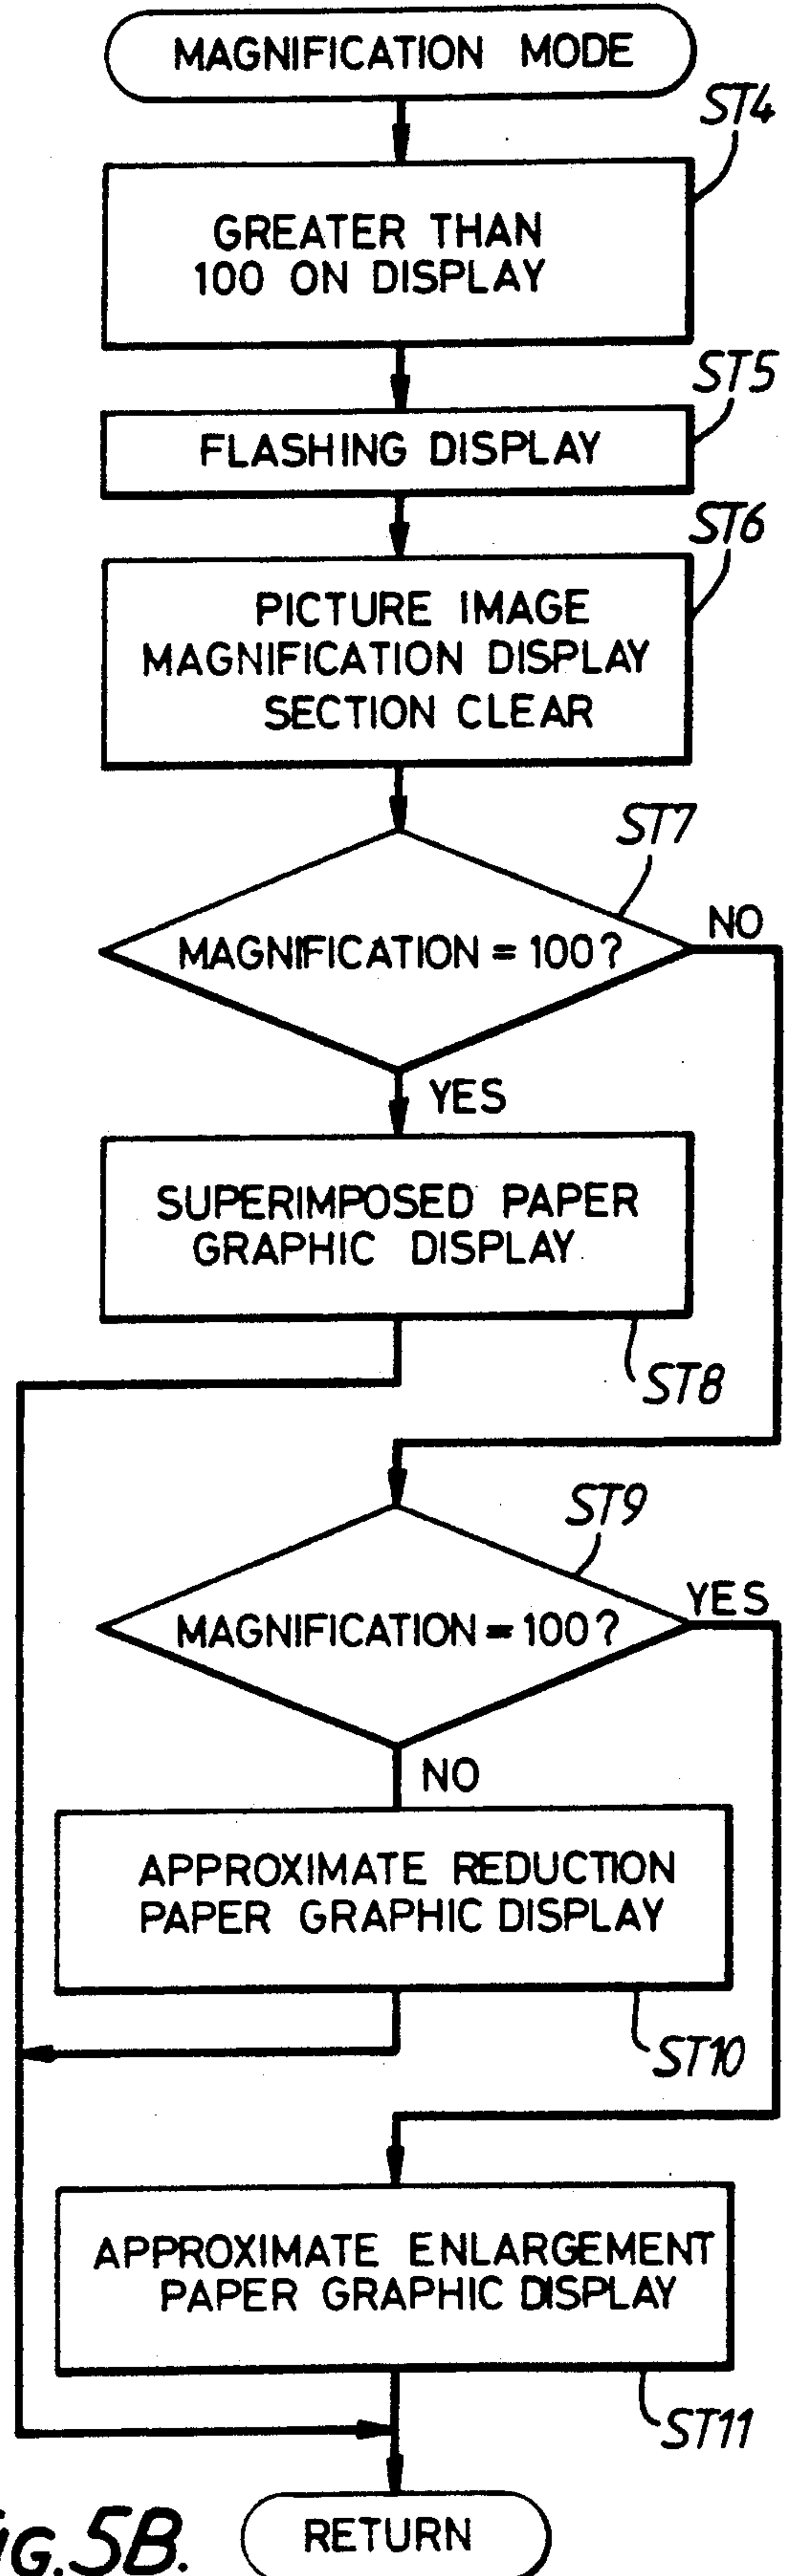 MAGNIFICATION MODE
ST4
GREATER THAN
100 ON DISPLAY
ST5
FLASHING DISPLAY
ST6
PICTURE IMAGE
MAGNIFICATION DISPLAY
SECTION CLEAR
ST7
MAGNIFICATION = 100?
NO
YES
SUPERIMPOSED PAPER
GRAPHIC DISPLAY
ST8
ST9
MAGNIFICATION = 100?
YES
NO
APPROXIMATE REDUCTION
PAPER GRAPHIC DISPLAY
ST10
APPROXIMATE ENLARGEMENT
PAPER GRAPHIC DISPLAY
ST11
RETURN
IG.5B.